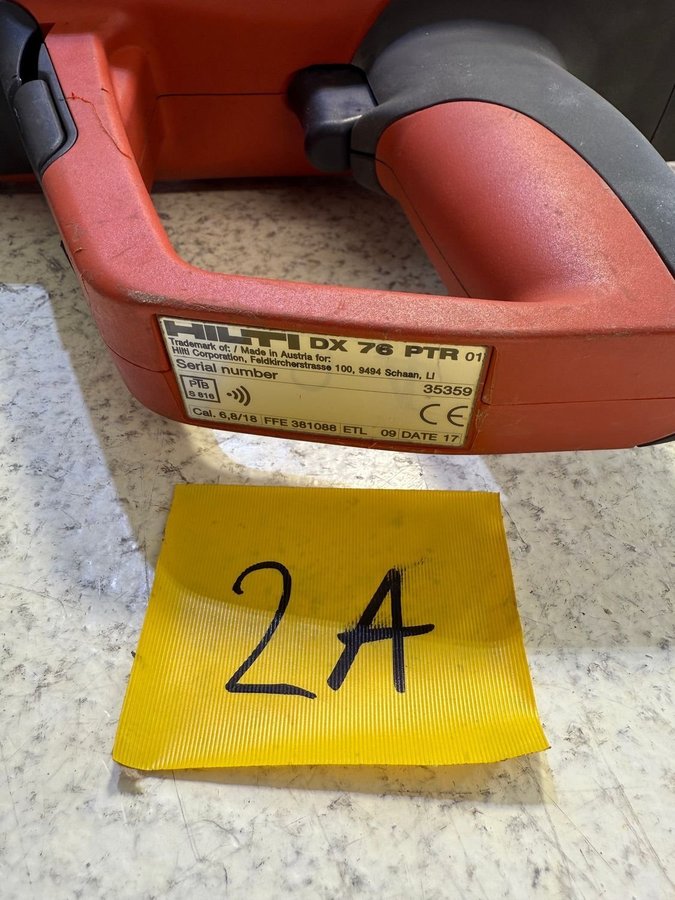 HILTI DX 76 PTR 01
Trademark of: / Made in Austria for:
Hilti Corporation, Feldkircherstrasse 100, 9494 Schaan, LI
Serial number 35359
PTB
S 816
CE
Cal. 6,8/18 FFE 381088 ETL 09 DATE 17
2A